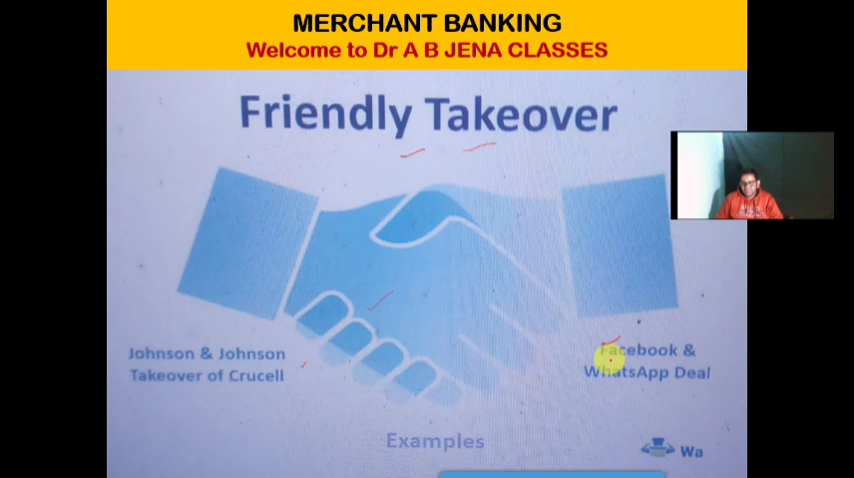 MERCHANT BANKING
Welcome to Dr A B JENA CLASSES
Friendly Takeover
Johnson & Johnson
Takeover of Crucell
Facebook &
WhatsApp Deal
Examples
Wa